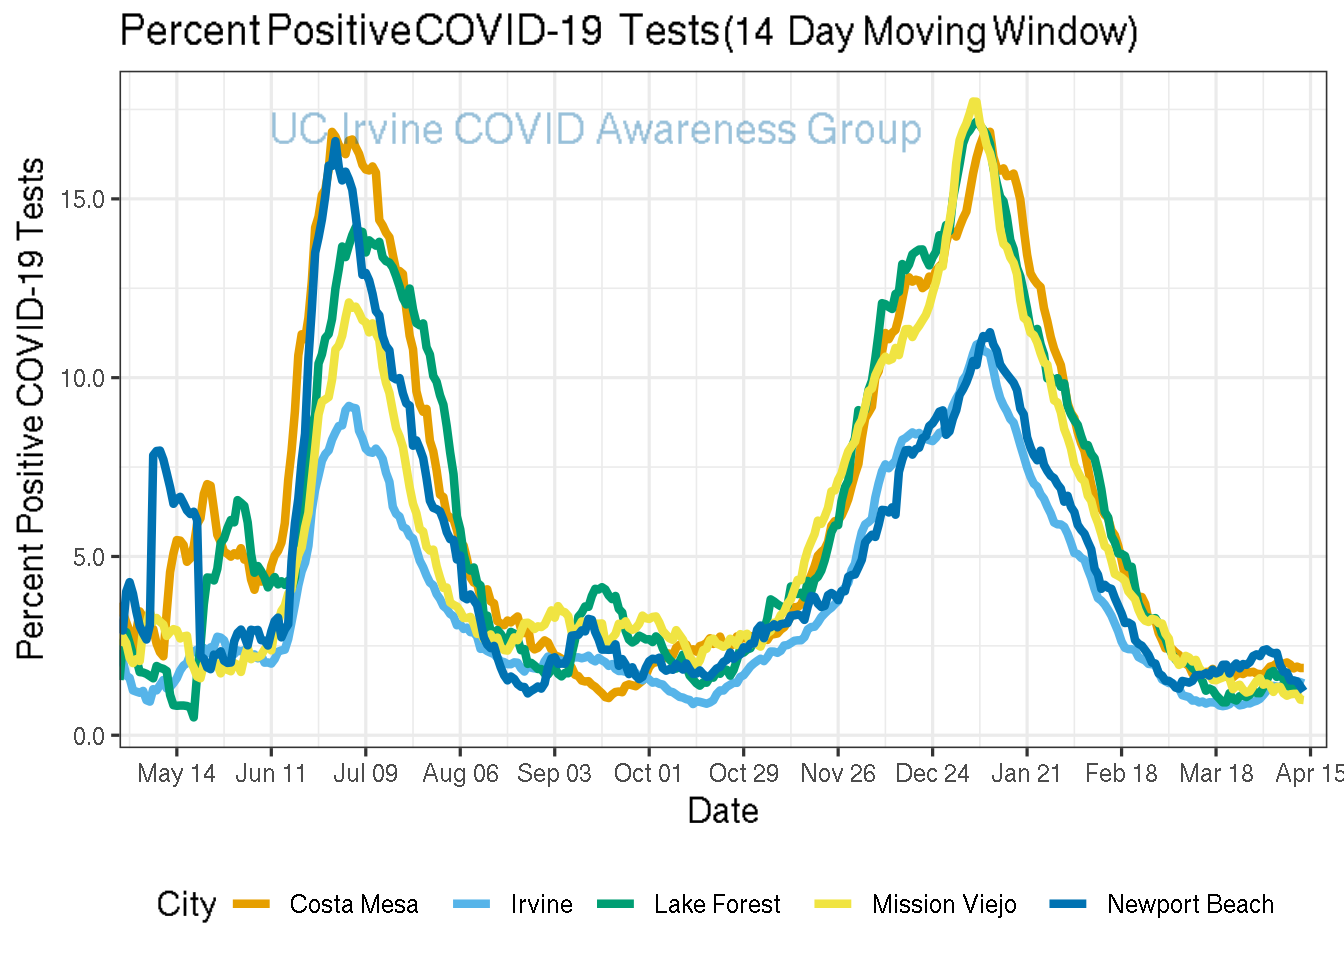 Percent Positive COVID-19 Tests(14 Day Moving Window)
UC Irvine COVID Awareness Group
Percent Positive COVID-19 Tests
15.0
10.0
5.0
0.0
May 14 Jun 11 Jul 09 Aug 06 Sep 03 Oct 01 Oct 29 Nov 26 Dec 24 Jan 21 Feb 18 Mar 18 Apr 15
Date
City Costa Mesa Irvine Lake Forest Mission Viejo Newport Beach